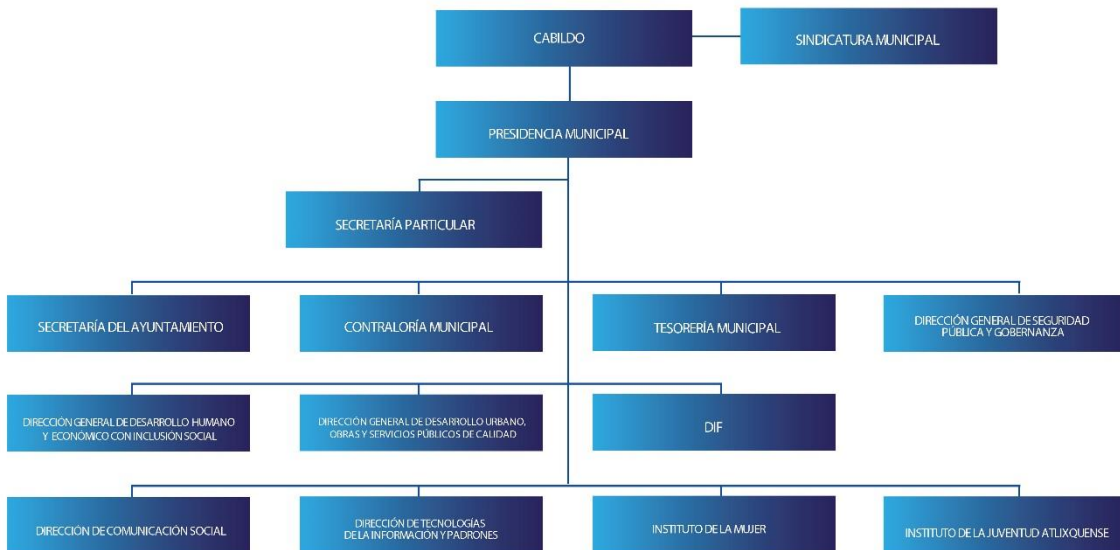 CABILDO
SINDICATURA MUNICIPAL
PRESIDENCIA MUNICIPAL
SECRETARÍA PARTICULAR
SECRETARÍA DEL AYUNTAMIENTO
CONTRALORÍA MUNICIPAL
TESORERÍA MUNICIPAL
DIRECCIÓN GENERAL DE SEGURIDAD
PÚBLICA Y GOBERNANZA
DIRECCIÓN GENERAL DE DESARROLLO HUMANO
Y ECONÓMICO CON INCLUSIÓN SOCIAL
DIRECCIÓN GENERAL DE DESARROLLO URBANO,
OBRAS Y SERVICIOS PÚBLICOS DE CALIDAD
DIF
DIRECCIÓN DE COMUNICACIÓN SOCIAL
DIRECCIÓN DE TECNOLOGÍAS
DE LA INFORMACIÓN Y PADRONES
INSTITUTO DE LA MUJER
INSTITUTO DE LA JUVENTUD ATLIXQUENSE